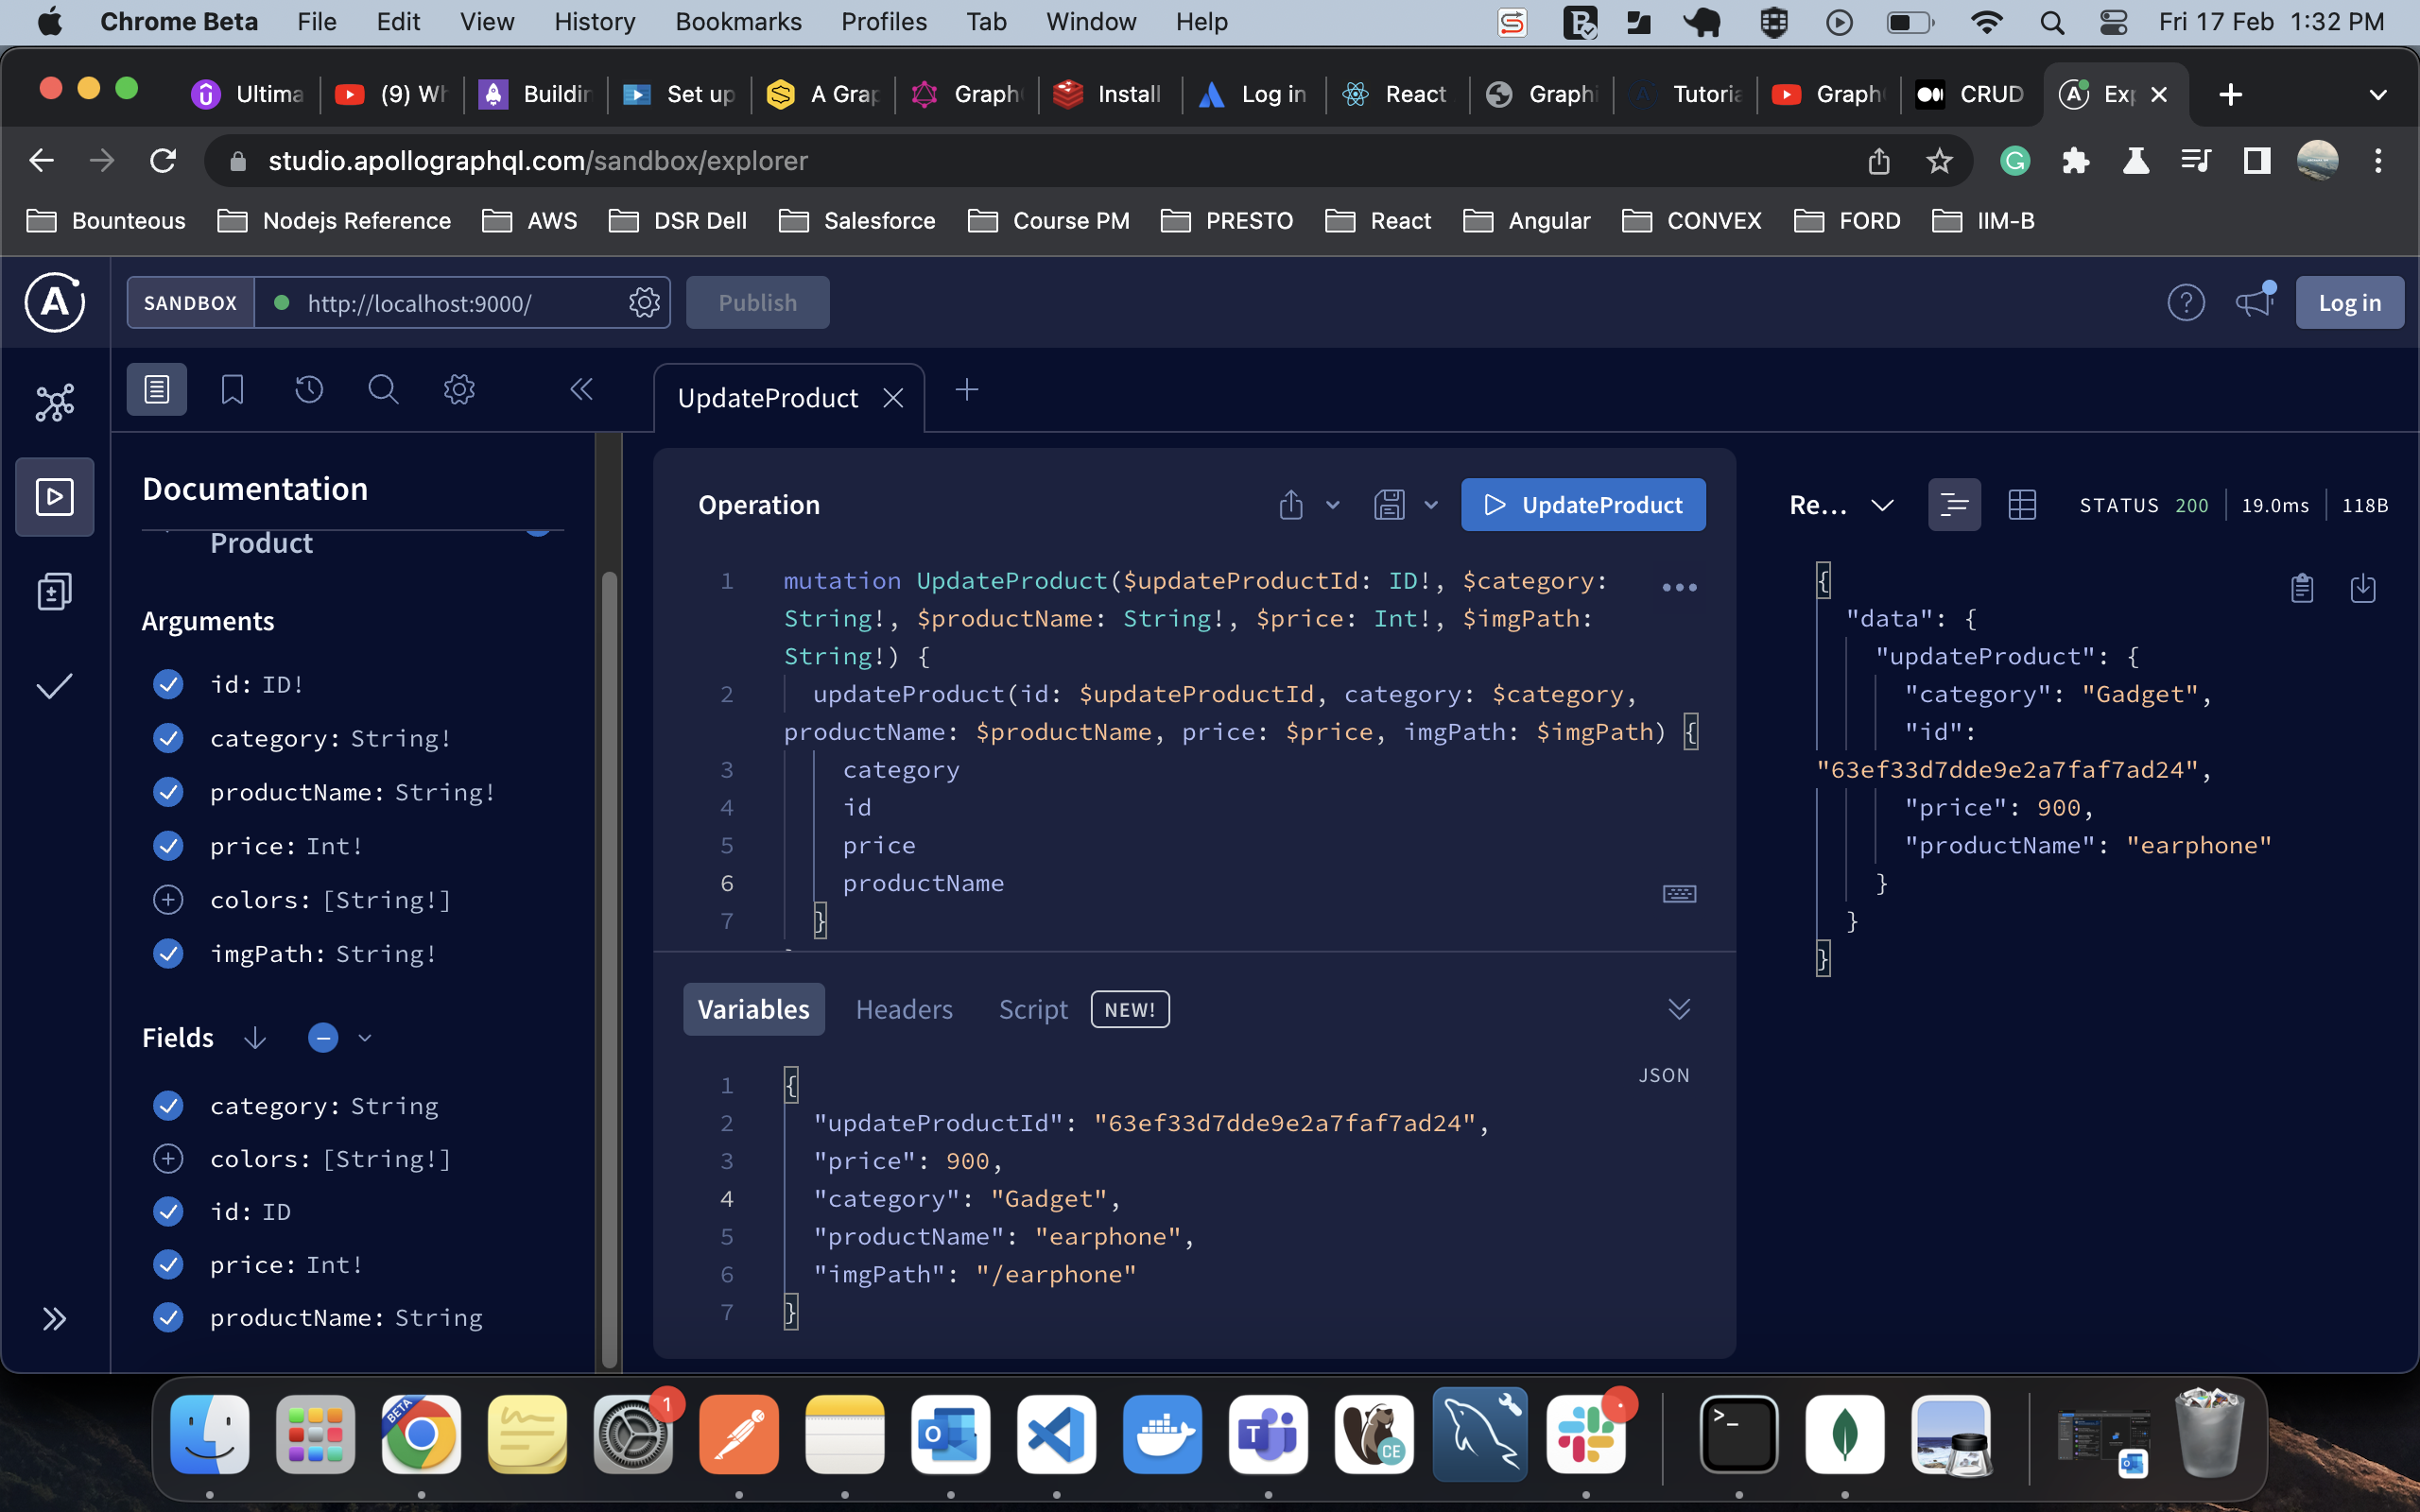 Chrome Beta File Edit View History Bookmarks Profiles Tab Window Help Fri 17 Feb 1:32 PM
Ultima (9) Wh Buildin Set up A Grap Graph Install Log in React Graphi Tutoria Graph CRUD Exp
studio.apollographql.com/sandbox/explorer
Bounteous Nodejs Reference AWS DSR Dell Salesforce Course PM PRESTO React Angular CONVEX FORD IIM-B
SANDBOX http://localhost:9000/ Publish Log in
UpdateProduct
Documentation
Product
Arguments
id: ID!
category: String!
productName: String!
price: Int!
colors: [String!]
imgPath: String!
Fields
category: String
colors: [String!]
id: ID
price: Int!
productName: String
Operation UpdateProduct
1 mutation UpdateProduct($updateProductId: ID!, $category:
String!, $productName: String!, $price: Int!, $imgPath:
String!) {
2 updateProduct(id: $updateProductId, category: $category,
productName: $productName, price: $price, imgPath: $imgPath) {
3 category
4 id
5 price
6 productName
7 }
Variables Headers Script NEW!
JSON
1 {
2 "updateProductId": "63ef33d7dde9e2a7faf7ad24",
3 "price": 900,
4 "category": "Gadget",
5 "productName": "earphone",
6 "imgPath": "/earphone"
7 }
Re... STATUS 200 19.0ms 118B
{
"data": {
"updateProduct": {
"category": "Gadget",
"id":
"63ef33d7dde9e2a7faf7ad24",
"price": 900,
"productName": "earphone"
}
}
}
BETA
1
CE